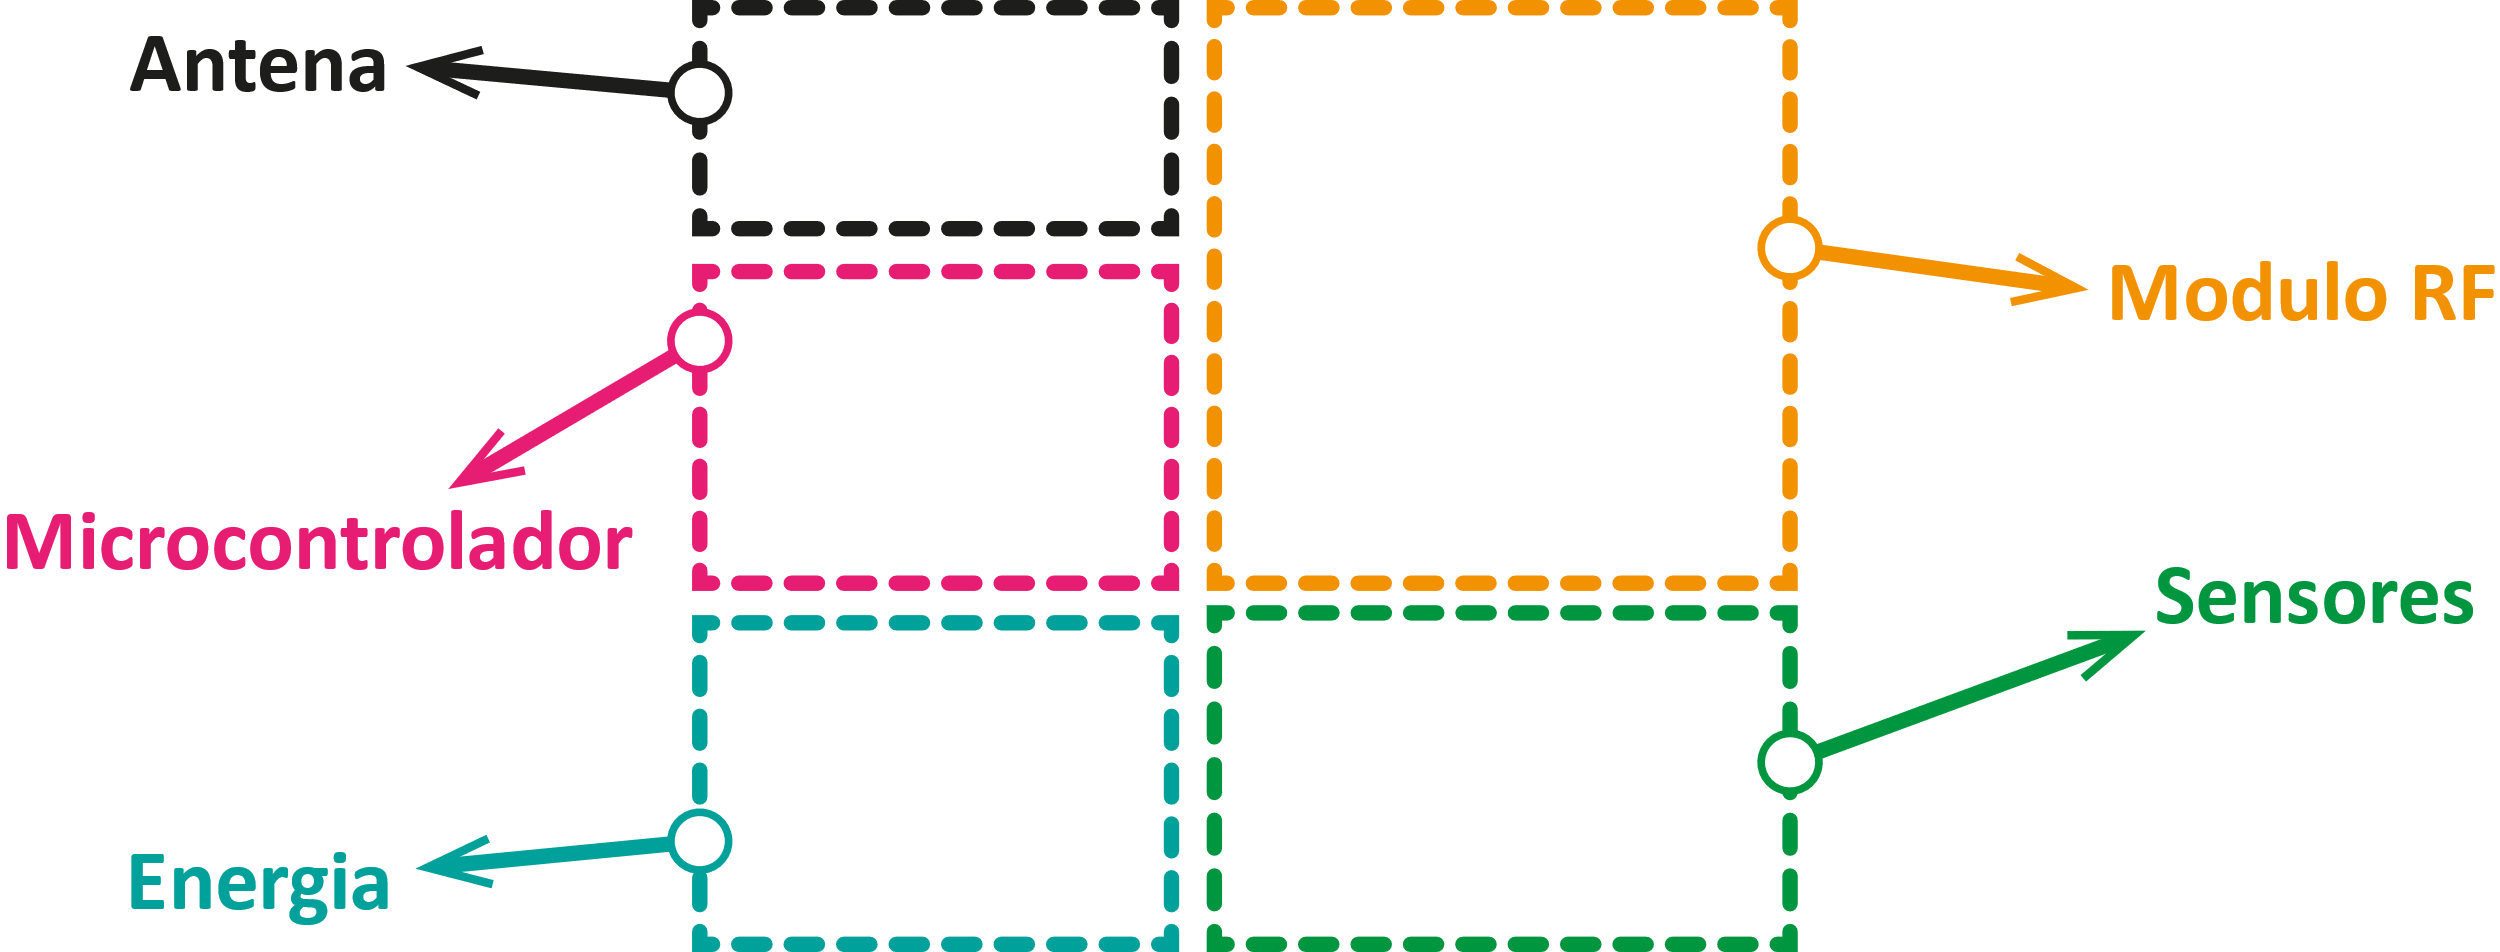 Antena
Modulo RF
Microcontrolador
Sensores
Energia